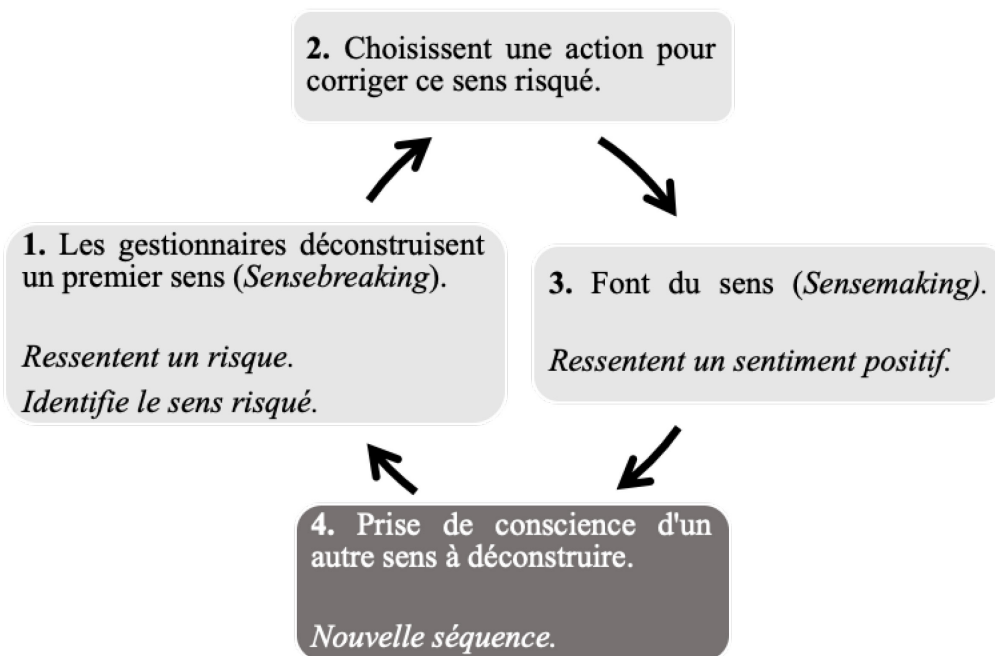 2. Choisissent une action pour
corriger ce sens risqué.
1. Les gestionnaires déconstruisent
un premier sens (Sensebreaking).
Ressentent un risque.
Identifie le sens risqué.
3. Font du sens (Sensemaking).
Ressentent un sentiment positif.
4. Prise de conscience d'un
autre sens à déconstruire.
Nouvelle séquence.